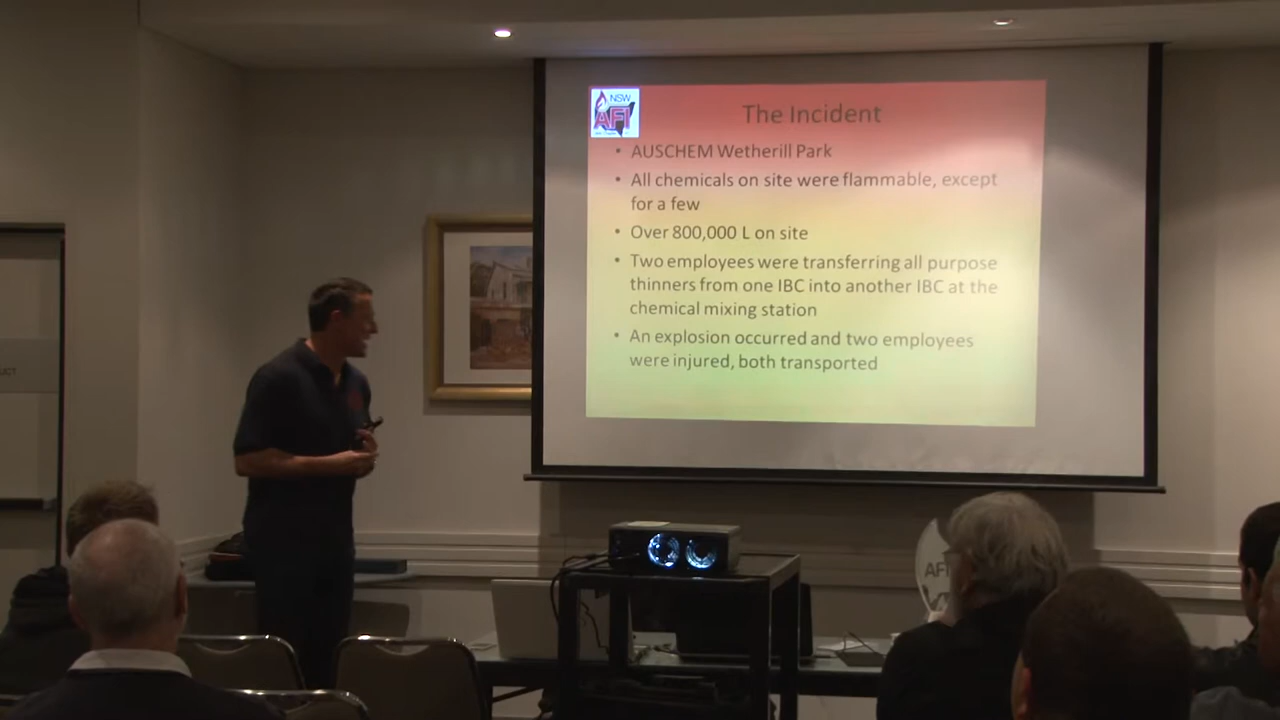 NSW
AFI
The Incident
• AUSCHEM Wetherill Park
• All chemicals on site were flammable, except
for a few
• Over 800,000 L on site
• Two employees were transferring all purpose
thinners from one IBC into another IBC at the
chemical mixing station
• An explosion occurred and two employees
were injured, both transported
UCT
AFI